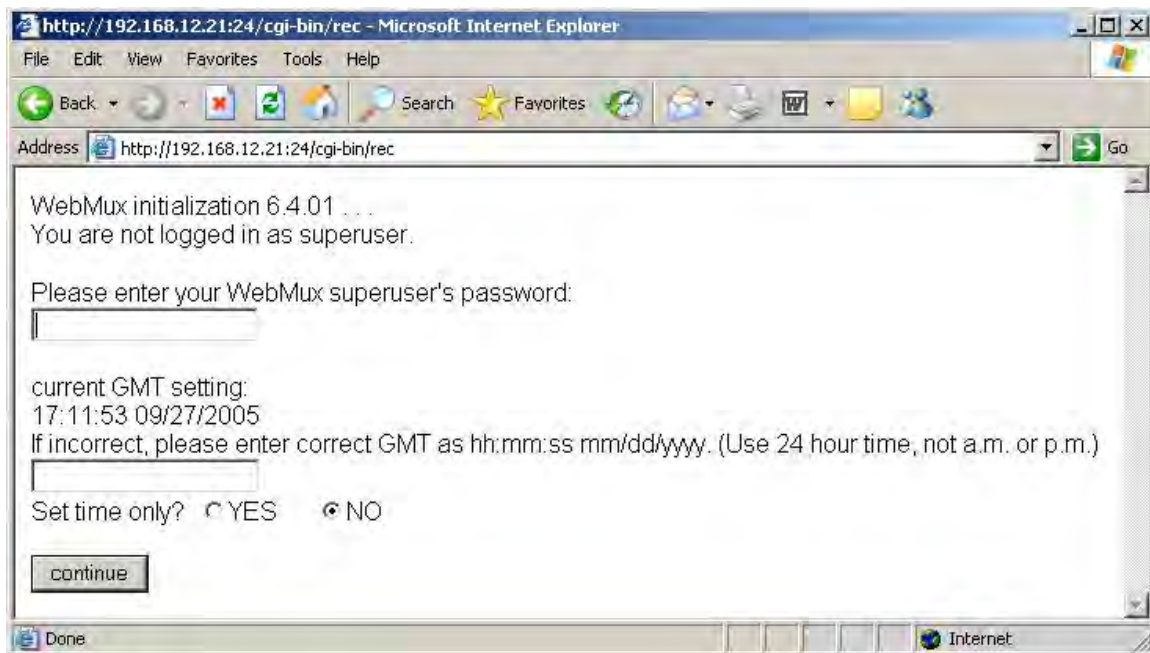 http://192.168.12.21:24/cgi-bin/rec - Microsoft Internet Explorer
File Edit View Favorites Tools Help
Back Search Favorites
Address http://192.168.12.21:24/cgi-bin/rec Go
WebMux initialization 6.4.01 . . .
You are not logged in as superuser.
Please enter your WebMux superuser's password:
current GMT setting:
17:11:53 09/27/2005
If incorrect, please enter correct GMT as hh:mm:ss mm/dd/yyyy. (Use 24 hour time, not a.m. or p.m.)
Set time only? YES NO
continue
Done Internet